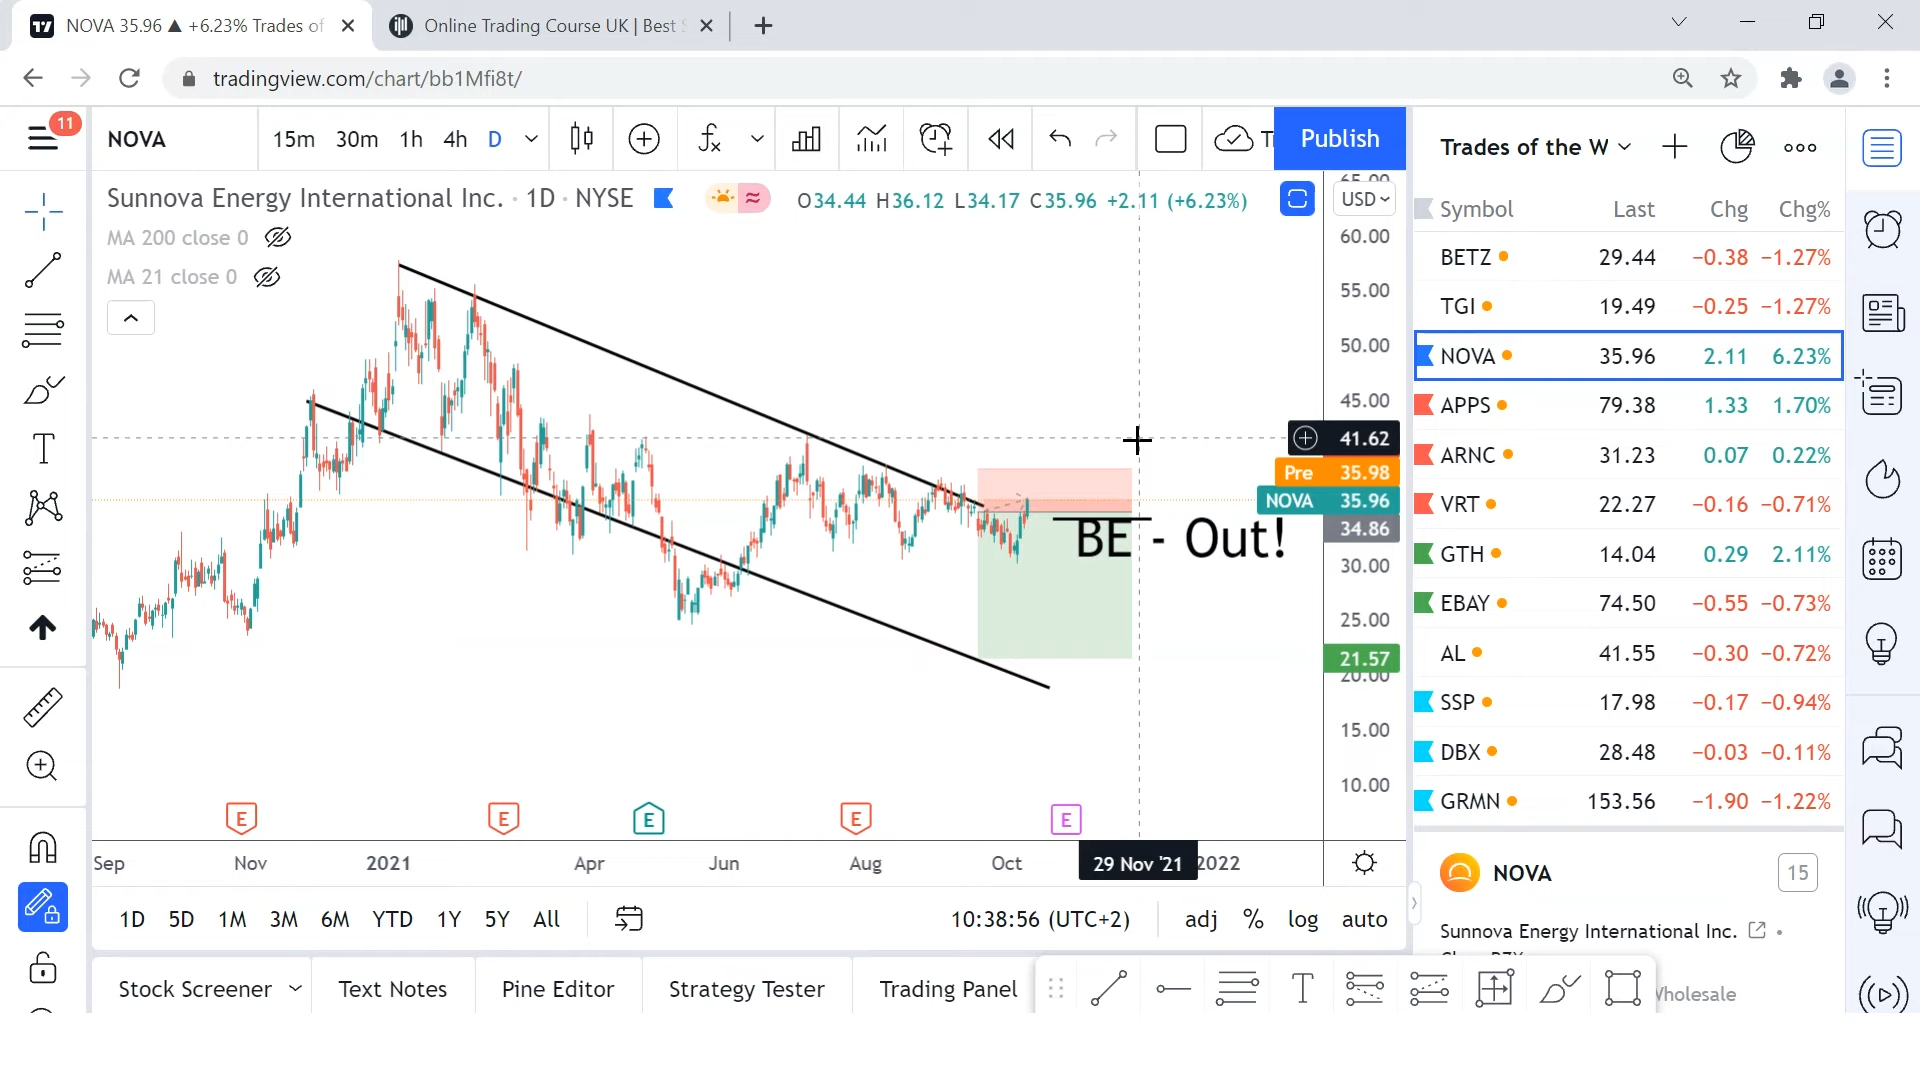 NOVA 35.96 ▲ +6.23% Trades of
Online Trading Course UK | Best S
tradingview.com/chart/bb1Mfi8t/
11
NOVA
15m 30m 1h 4h D
Publish
Trades of the W
Sunnova Energy International Inc. · 1D · NYSE
O34.44 H36.12 L34.17 C35.96 +2.11 (+6.23%)
USD
MA 200 close 0
MA 21 close 0
65.00
60.00
55.00
50.00
45.00
41.62
Pre 35.98
NOVA 35.96
34.86
30.00
25.00
21.57
20.00
15.00
10.00
BE - Out!
E E E E E
Sep Nov 2021 Apr Jun Aug Oct 29 Nov '21 2022
1D 5D 1M 3M 6M YTD 1Y 5Y All
10:38:56 (UTC+2)
adj % log auto
Stock Screener Text Notes Pine Editor Strategy Tester Trading Panel
Symbol Last Chg Chg%
BETZ 29.44 −0.38 −1.27%
TGI 19.49 −0.25 −1.27%
NOVA 35.96 2.11 6.23%
APPS 79.38 1.33 1.70%
ARNC 31.23 0.07 0.22%
VRT 22.27 −0.16 −0.71%
GTH 14.04 0.29 2.11%
EBAY 74.50 −0.55 −0.73%
AL 41.55 −0.30 −0.72%
SSP 17.98 −0.17 −0.94%
DBX 28.48 −0.03 −0.11%
GRMN 153.56 −1.90 −1.22%
NOVA
15
Sunnova Energy International Inc.
Wholesale